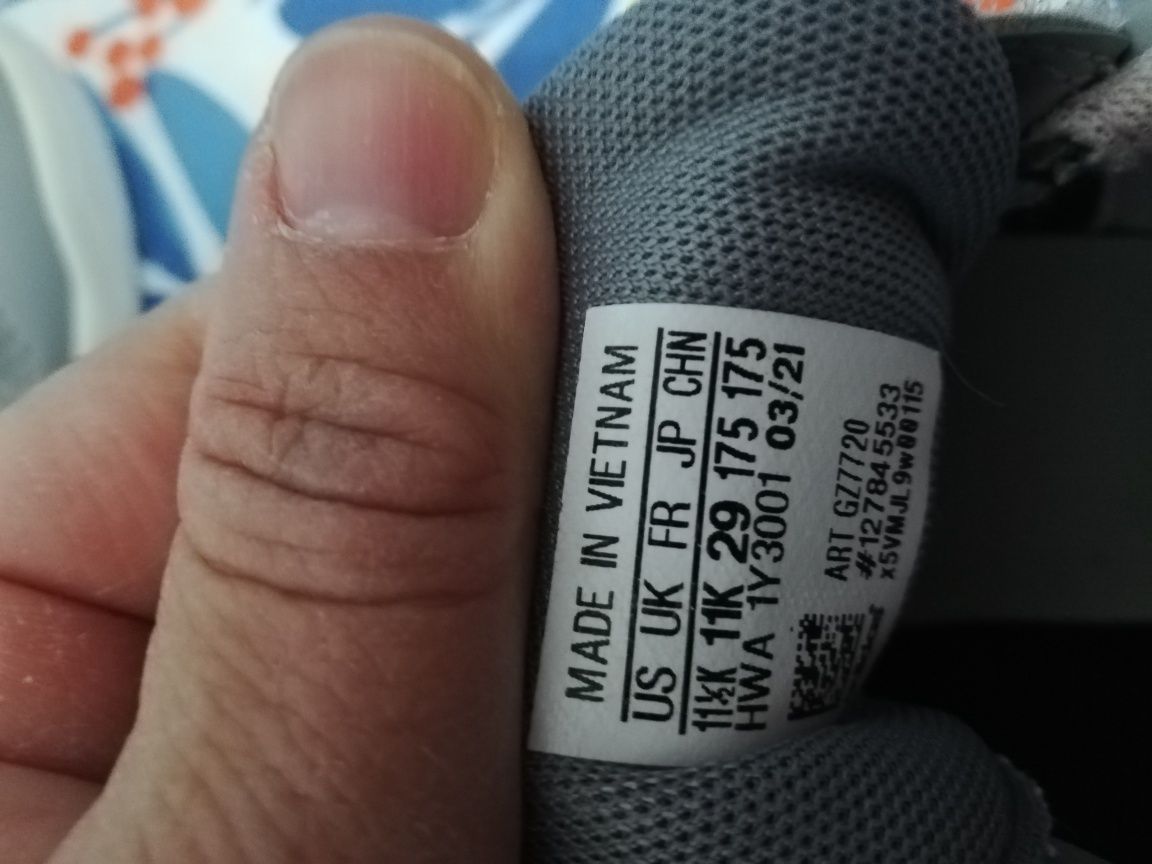 MADE IN VIETNAM
US UK FR JP CHN
11½K 11K 29 175 175
HWA 1Y3001 03/21
ART GZ7720
#127845533
x5VMJL9w00115